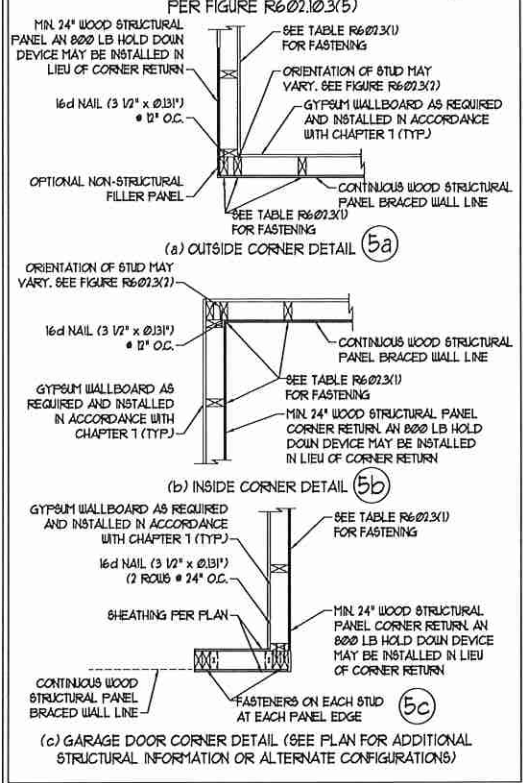 PER FIGURE R602.10.3(5)
MIN. 24" WOOD STRUCTURAL
PANEL AN 800 LB HOLD DOWN
DEVICE MAY BE INSTALLED IN
LIEU OF CORNER RETURN
SEE TABLE R602.3(1)
FOR FASTENING
ORIENTATION OF STUD MAY
VARY. SEE FIGURE R602.3(2)
16d NAIL (3 1/2" x 0.131")
@ 12" O.C.
GYPSUM WALLBOARD AS REQUIRED
AND INSTALLED IN ACCORDANCE
WITH CHAPTER 7 (TYP.)
OPTIONAL NON-STRUCTURAL
FILLER PANEL
CONTINUOUS WOOD STRUCTURAL
PANEL BRACED WALL LINE
SEE TABLE R602.3(1)
FOR FASTENING
(a) OUTSIDE CORNER DETAIL 5a
ORIENTATION OF STUD MAY
VARY. SEE FIGURE R602.3(2)
16d NAIL (3 1/2" x 0.131")
@ 12" O.C.
CONTINUOUS WOOD STRUCTURAL
PANEL BRACED WALL LINE
GYPSUM WALLBOARD AS
REQUIRED AND INSTALLED
IN ACCORDANCE WITH
CHAPTER 7 (TYP.)
SEE TABLE R602.3(1)
FOR FASTENING
MIN. 24" WOOD STRUCTURAL PANEL
CORNER RETURN. AN 800 LB HOLD
DOWN DEVICE MAY BE INSTALLED
IN LIEU OF CORNER RETURN
(b) INSIDE CORNER DETAIL 5b
GYPSUM WALLBOARD AS REQUIRED
AND INSTALLED IN ACCORDANCE
WITH CHAPTER 7 (TYP.)
SEE TABLE R602.3(1)
FOR FASTENING
16d NAIL (3 1/2" x 0.131")
(2 ROWS @ 24" O.C.
SHEATHING PER PLAN
MIN. 24" WOOD STRUCTURAL
PANEL CORNER RETURN. AN
800 LB HOLD DOWN DEVICE
MAY BE INSTALLED IN LIEU
OF CORNER RETURN
CONTINUOUS WOOD
STRUCTURAL PANEL
BRACED WALL LINE
FASTENERS ON EACH STUD
AT EACH PANEL EDGE
5c
(c) GARAGE DOOR CORNER DETAIL (SEE PLAN FOR ADDITIONAL
STRUCTURAL INFORMATION OR ALTERNATE CONFIGURATIONS)